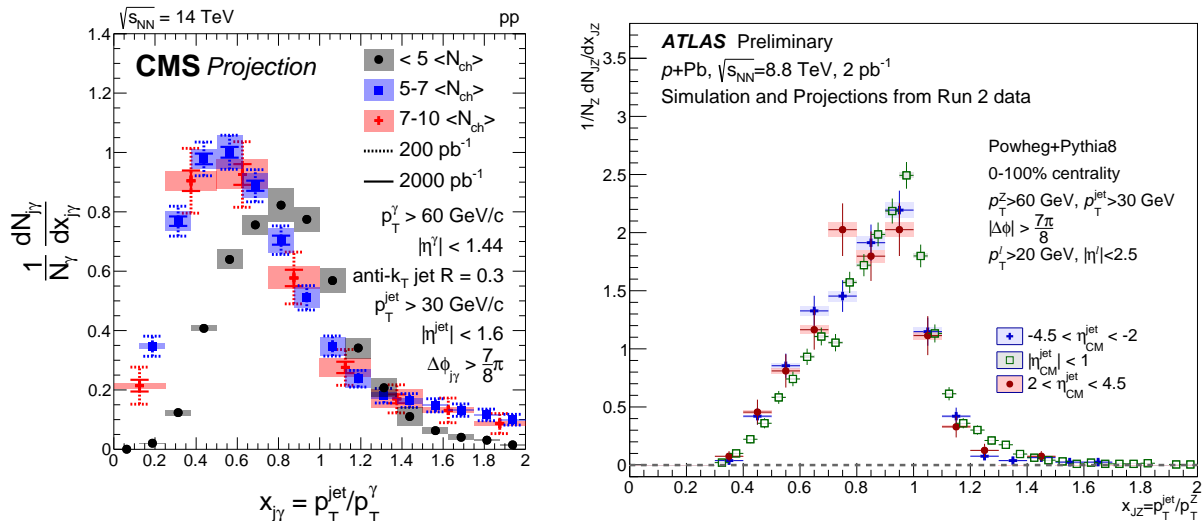 √s_NN = 14 TeV
pp
CMS Projection
< 5 <N_ch>
5-7 <N_ch>
7-10 <N_ch>
200 pb⁻¹
2000 pb⁻¹
p_T^γ > 60 GeV/c
|η^γ| < 1.44
anti-k_T jet R = 0.3
p_T^jet > 30 GeV/c
|η^jet| < 1.6
Δφ_jγ > 7/8 π
1/N_γ dN_jγ/dx_jγ
1.4
1.2
1
0.8
0.6
0.4
0.2
0
0 0.2 0.4 0.6 0.8 1 1.2 1.4 1.6 1.8 2
x_jγ = p_T^jet/p_T^γ
ATLAS Preliminary
p+Pb, √s_NN=8.8 TeV, 2 pb⁻¹
Simulation and Projections from Run 2 data
Powheg+Pythia8
0-100% centrality
p_T^Z>60 GeV, p_T^jet>30 GeV
|Δφ| > 7π/8
p_T^l>20 GeV, |η^l|<2.5
-4.5 < η_CM^jet < -2
|η_CM^jet| < 1
2 < η_CM^jet < 4.5
1/N_Z dN_JZ/dx_JZ
3.5
3
2.5
2
1.5
1
0.5
0
0 0.2 0.4 0.6 0.8 1 1.2 1.4 1.6 1.8 2
x_JZ=p_T^jet/p_T^Z